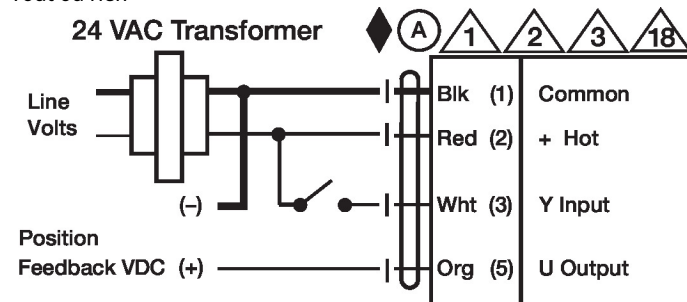 24 VAC Transformer
A
1
2
3
18
Line
Volts
Blk (1) Common
Red (2) + Hot
(–)
Wht (3) Y Input
Position
Feedback VDC (+)
Org (5) U Output